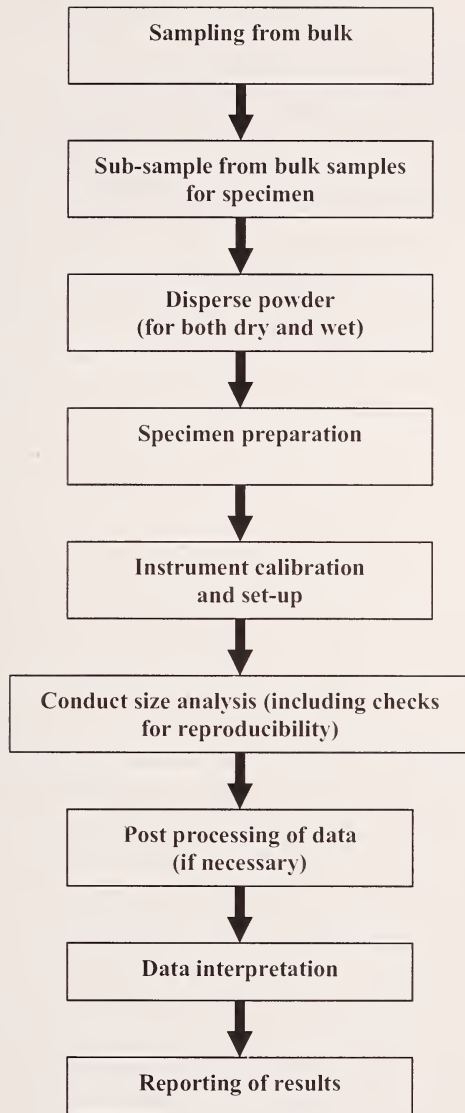 Sampling from bulk
Sub-sample from bulk samples
for specimen
Disperse powder
(for both dry and wet)
Specimen preparation
Instrument calibration
and set-up
Conduct size analysis (including checks
for reproducibility)
Post processing of data
(if necessary)
Data interpretation
Reporting of results